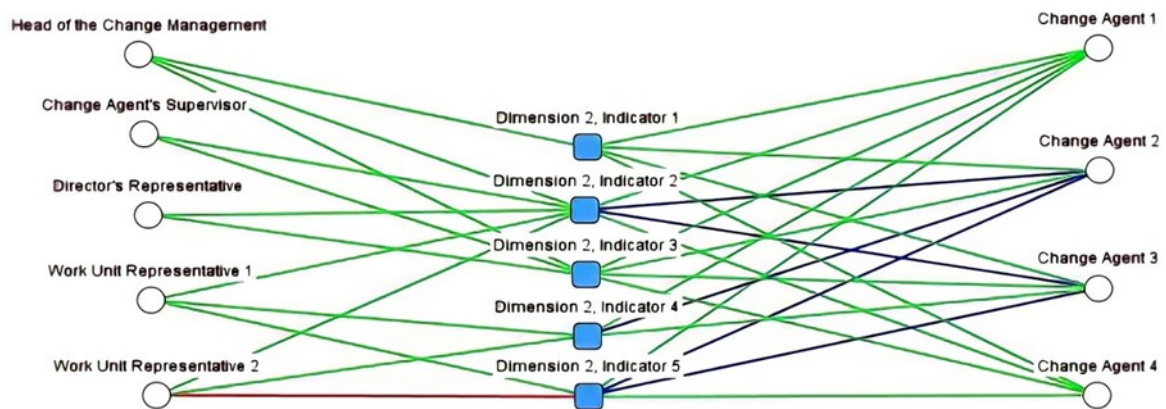 Head of the Change Management
Change Agent's Supervisor
Director's Representative
Work Unit Representative 1
Work Unit Representative 2
Dimension 2, Indicator 1
Dimension 2, Indicator 2
Dimension 2, Indicator 3
Dimension 2, Indicator 4
Dimension 2, Indicator 5
Change Agent 1
Change Agent 2
Change Agent 3
Change Agent 4